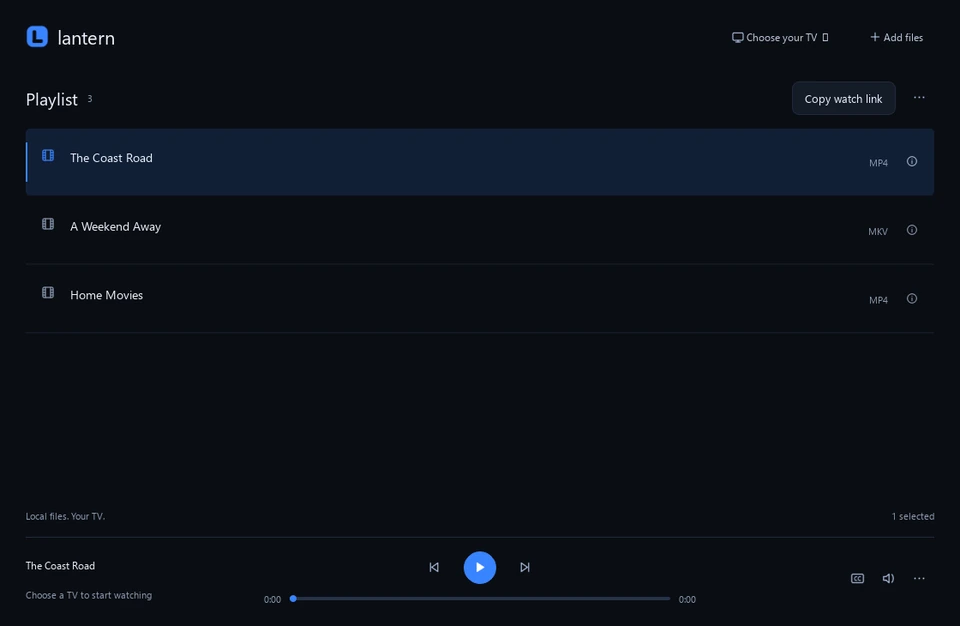 lantern
Choose your TV
Add files
Playlist 3
Copy watch link
The Coast Road
MP4
A Weekend Away
MKV
Home Movies
MP4
Local files. Your TV.
1 selected
The Coast Road
Choose a TV to start watching
0:00
0:00
CC